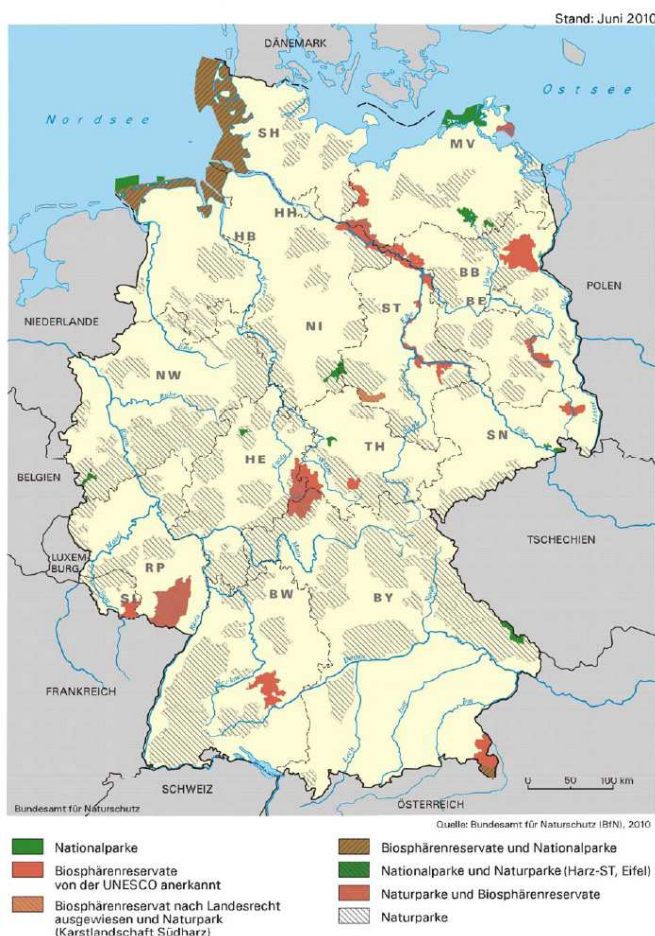 Stand: Juni 2010
DÄNEMARK
Nordsee
Ostsee
SH
MV
HH
HB
BB
BE
POLEN
ST
NIEDERLANDE
NI
NW
Ruhr
SN
HE
TH
BELGIEN
TSCHECHIEN
LUXEM-
BURG
RP
SL
BW
BY
FRANKREICH
0 50 100 km
SCHWEIZ
ÖSTERREICH
Bundesamt für Naturschutz
Quelle: Bundesamt für Naturschutz (BfN), 2010
Nationalparke
Biosphärenreservate
von der UNESCO anerkannt
Biosphärenreservat nach Landesrecht
ausgewiesen und Naturpark
(Karstlandschaft Südharz)
Biosphärenreservate und Nationalparke
Nationalparke und Naturparke (Harz-ST, Eifel)
Naturparke und Biosphärenreservate
Naturparke